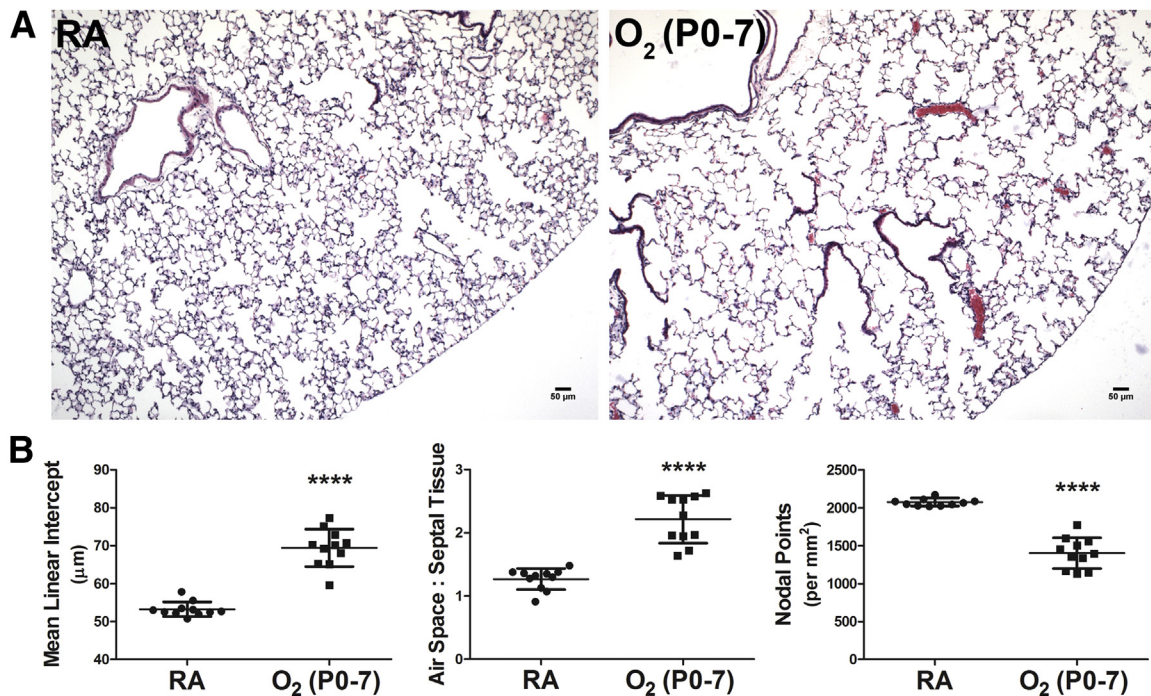 A
RA
O₂ (P0-7)
50 µm
50 µm
B
Mean Linear Intercept
(µm)
90
80
70
60
50
40
****
RA
O₂ (P0-7)
Air Space : Septal Tissue
3
2
1
0
****
RA
O₂ (P0-7)
Nodal Points
(per mm²)
2500
2000
1500
1000
500
0
****
RA
O₂ (P0-7)